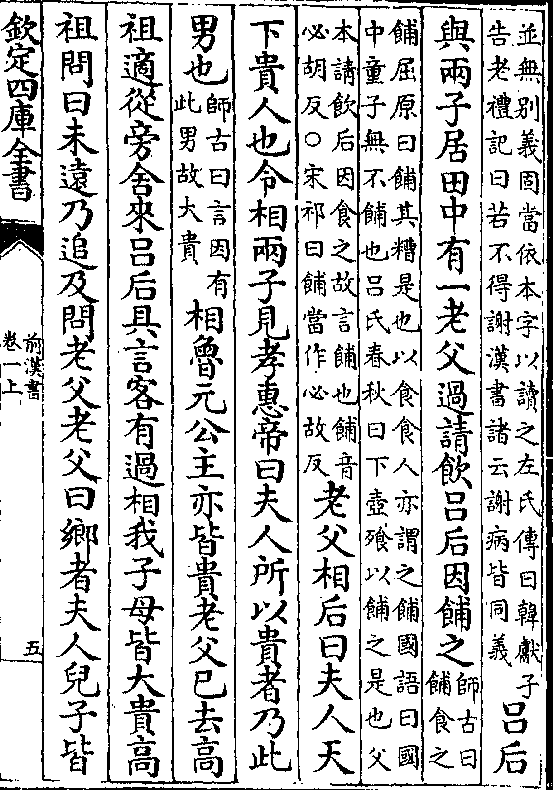 並無别義固當依本字以讀之左氏傳曰韓獻子
告老禮記曰若不得謝漢書諸云謝病皆同義
吕后
與兩子居田中有一老父過請飲吕后因餔之
師古曰
餔食之
餔屈原曰餔其糟是也以食食人亦謂之餔國語曰國
中童子無不餔也吕氏春秋曰下壺飱以餔之是也父
本請飲后因食之故言餔也餔音
必胡反○宋祁曰餔當作必故反
老父相后曰夫人天
下貴人也令相兩子見孝惠帝曰夫人所以貴者乃此
男也
師古曰言因有
此男故大貴
相魯元公主亦皆貴老父已去高
祖適從旁舍來吕后具言客有過相我子母皆大貴高
祖問曰未遠乃追及問老父老父曰鄉者夫人兒子皆
欽定四庫全書
前漢書
卷一上
五